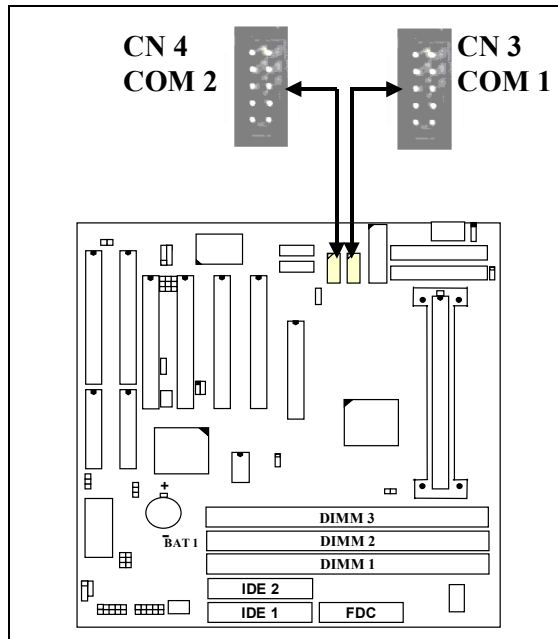 CN 4
COM 2
CN 3
COM 1
+
-
BAT 1
DIMM 3
DIMM 2
DIMM 1
IDE 2
IDE 1
FDC